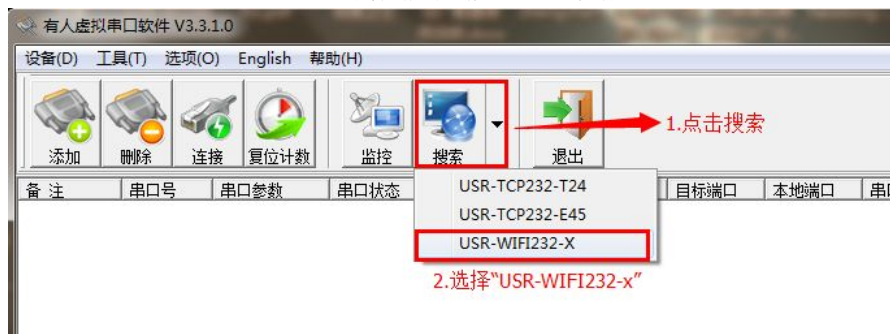 有人虚拟串口软件 V3.3.1.0
设备(D) 工具(T) 选项(O) English 帮助(H)
添加 删除 连接 复位计数 监控 搜索 退出
1.点击搜索
备 注 串口号 串口参数 串口状态 目标端口 本地端口
USR-TCP232-T24
USR-TCP232-E45
USR-WIFI232-X
2.选择“USR-WIFI232-x”